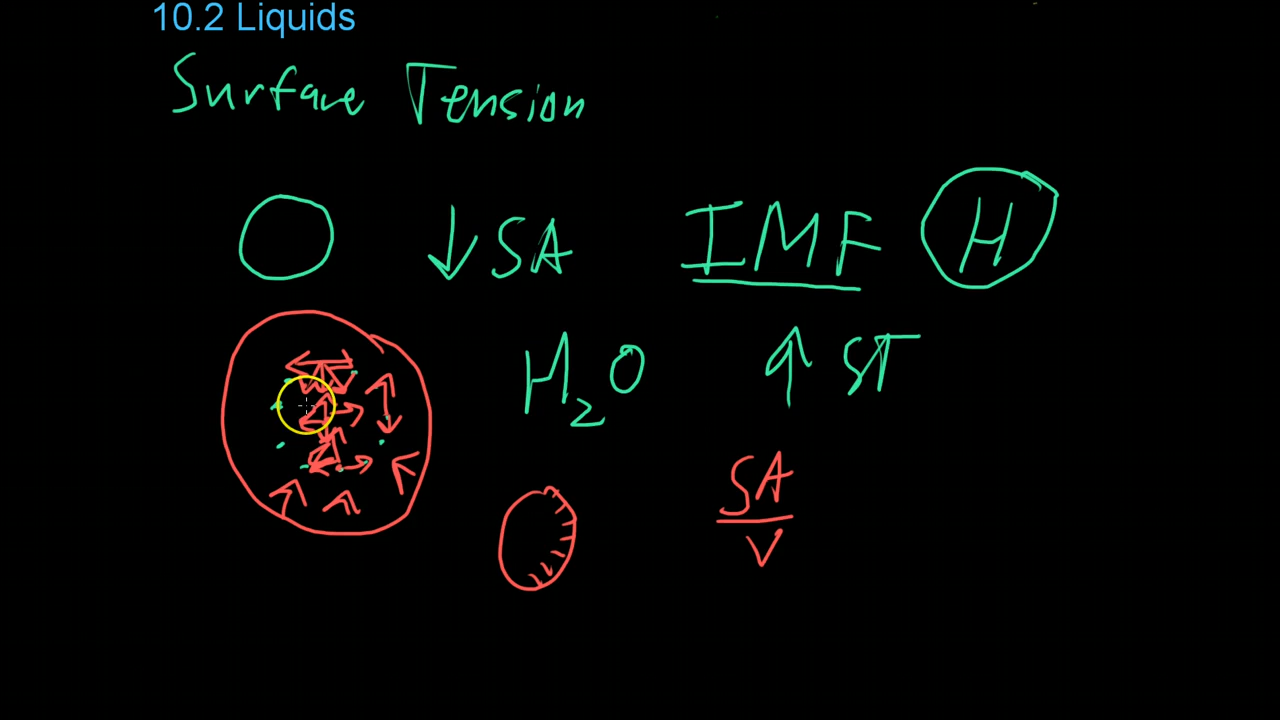 10.2 Liquids
Surface Tension
↓ SA IMF H
H₂O ↑ ST
SA
V